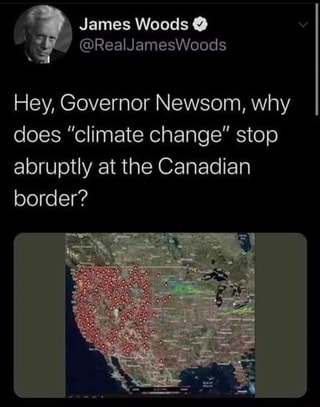 James Woods
@RealJamesWoods
Hey, Governor Newsom, why
does "climate change" stop
abruptly at the Canadian
border?